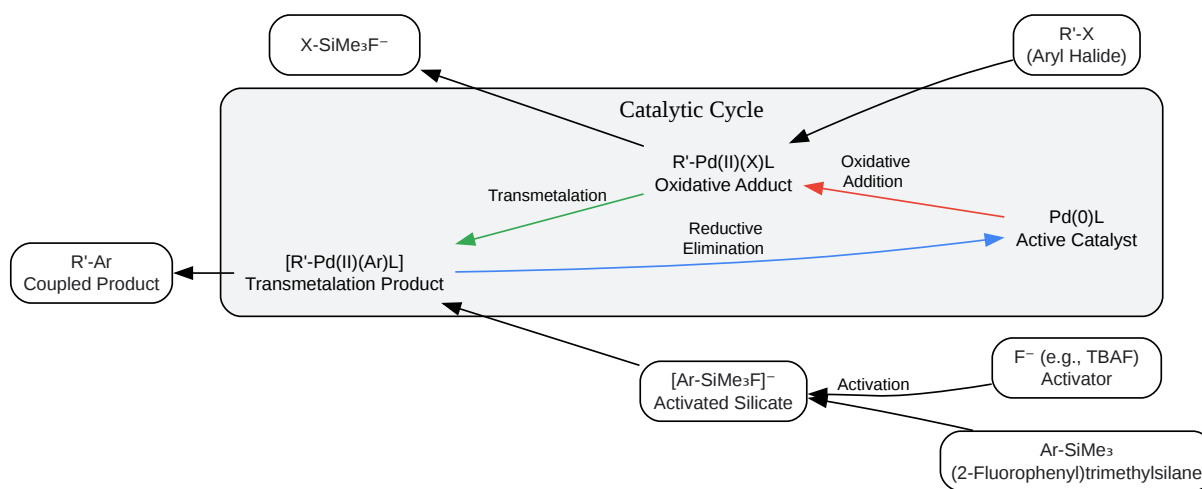 X-SiMe₃F⁻
R'-X
(Aryl Halide)
Catalytic Cycle
R'-Pd(II)(X)L
Oxidative Adduct
Oxidative
Addition
Transmetalation
Pd(0)L
Active Catalyst
Reductive
Elimination
R'-Ar
Coupled Product
[R'-Pd(II)(Ar)L]
Transmetalation Product
F⁻ (e.g., TBAF)
Activator
[Ar-SiMe₃F]⁻
Activated Silicate
Activation
Ar-SiMe₃
(2-Fluorophenyl)trimethylsilane